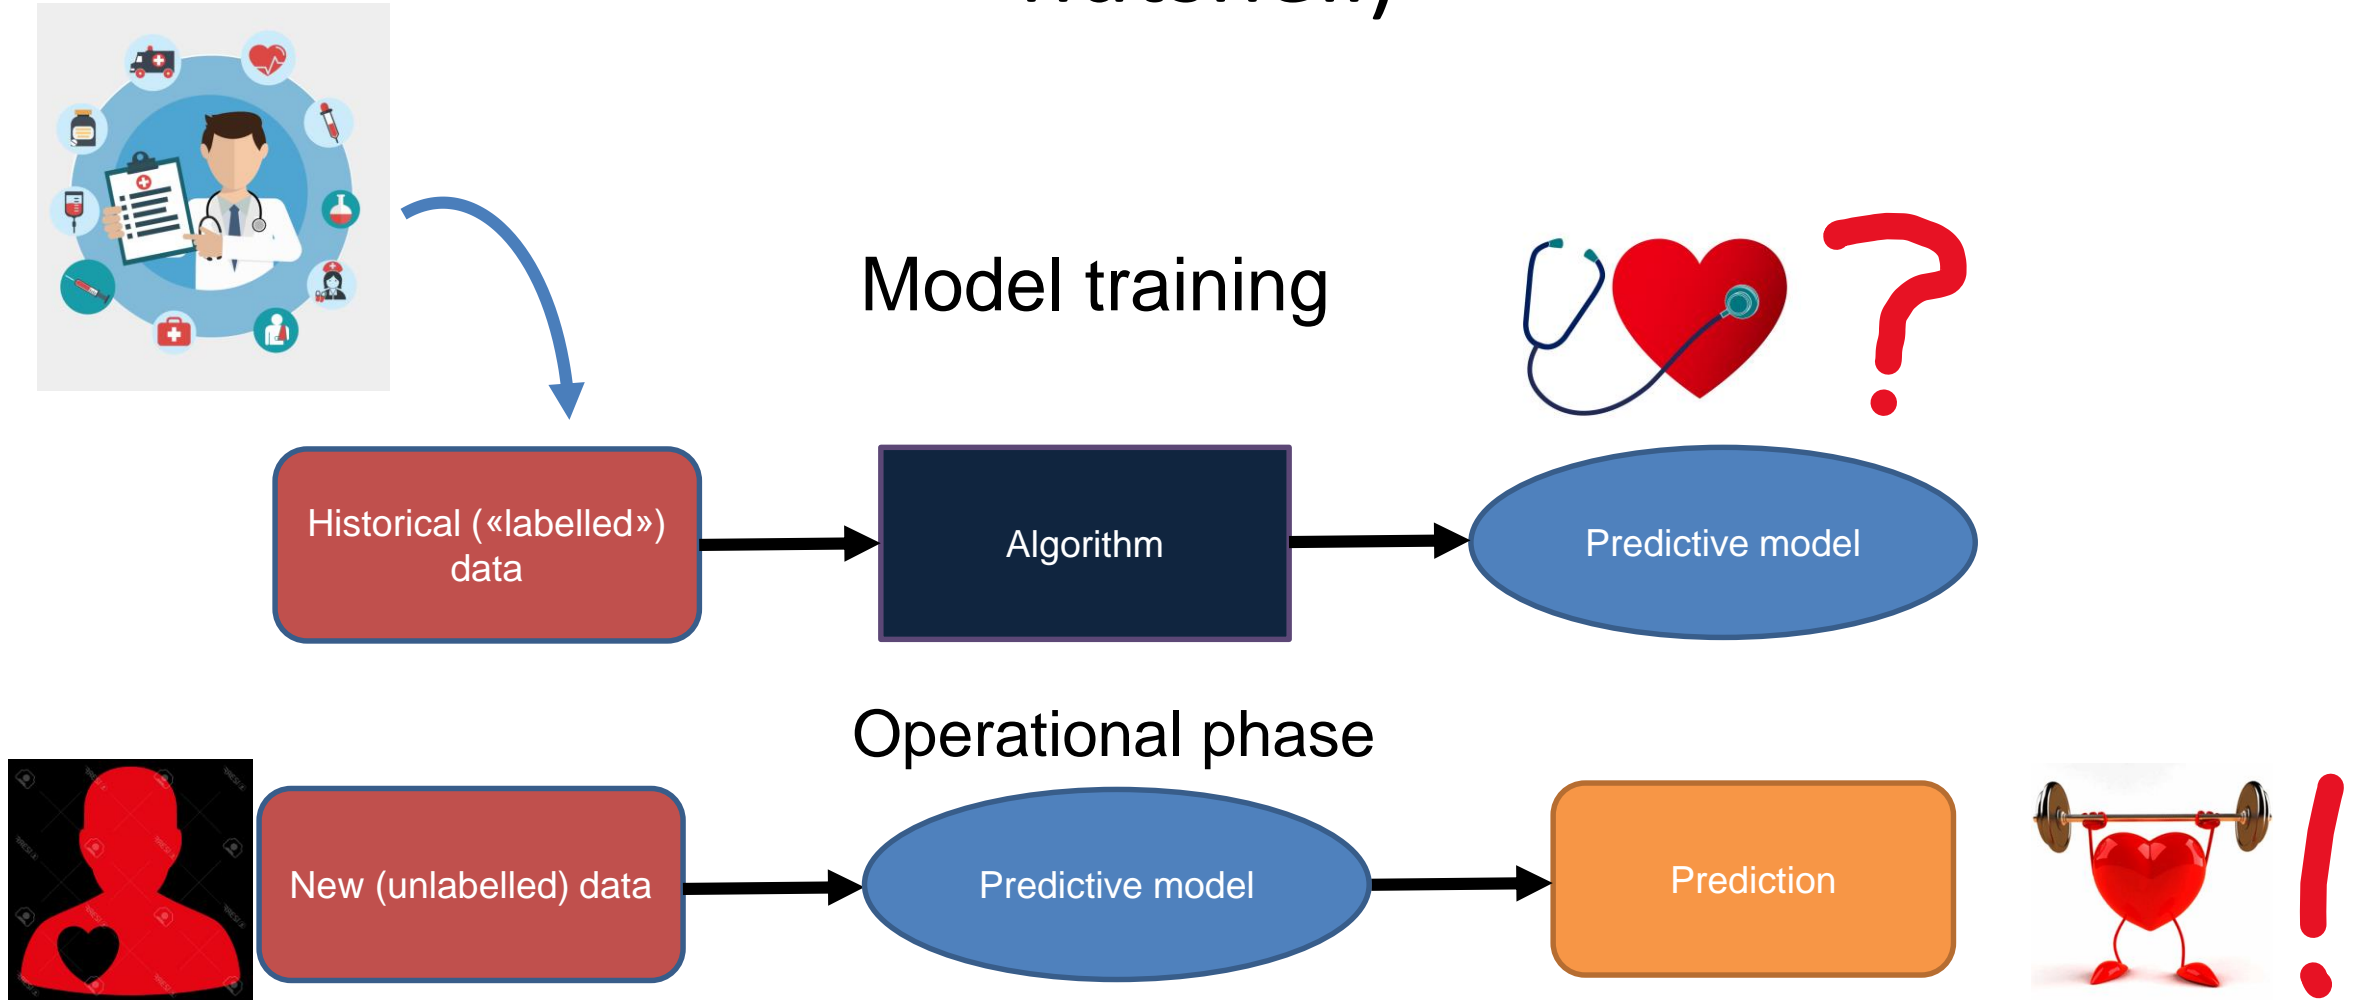 Model training
Historical («labelled»)
data
Algorithm
Predictive model
Operational phase
New (unlabelled) data
Predictive model
Prediction
?
!